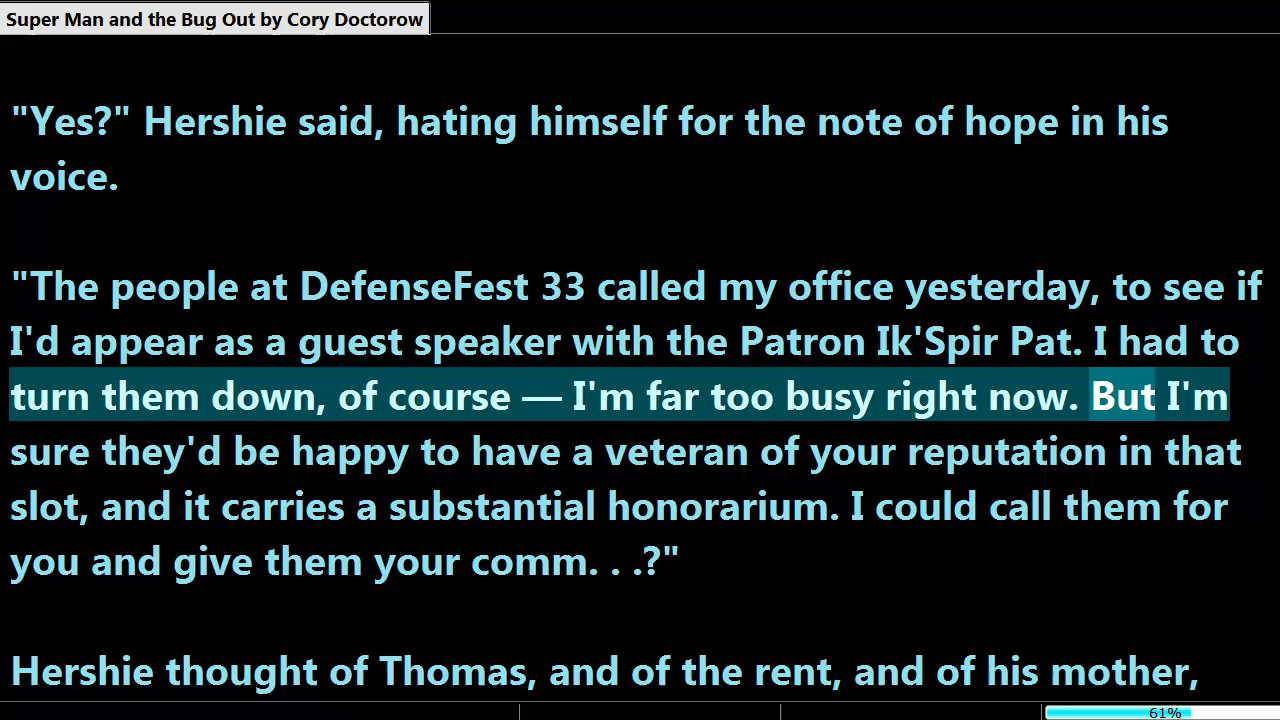 Super Man and the Bug Out by Cory Doctorow
"Yes?" Hershie said, hating himself for the note of hope in his
voice.
"The people at DefenseFest 33 called my office yesterday, to see if
I'd appear as a guest speaker with the Patron Ik'Spir Pat. I had to
turn them down, of course — I'm far too busy right now. But I'm
sure they'd be happy to have a veteran of your reputation in that
slot, and it carries a substantial honorarium. I could call them for
you and give them your comm. . .?"
Hershie thought of Thomas, and of the rent, and of his mother,
61%